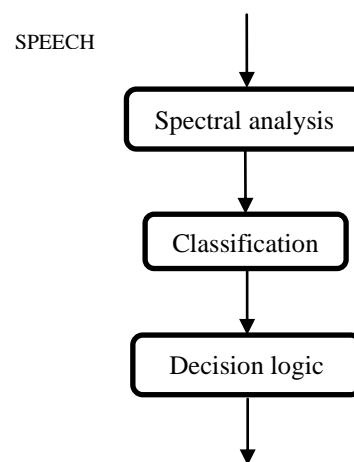 SPEECH
Spectral analysis
Classification
Decision logic